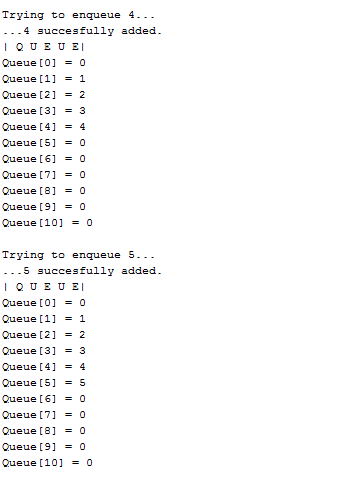 Trying to enqueue 4...
...4 succesfully added.
| Q U E U E|
Queue[0] = 0
Queue[1] = 1
Queue[2] = 2
Queue[3] = 3
Queue[4] = 4
Queue[5] = 0
Queue[6] = 0
Queue[7] = 0
Queue[8] = 0
Queue[9] = 0
Queue[10] = 0

Trying to enqueue 5...
...5 succesfully added.
| Q U E U E|
Queue[0] = 0
Queue[1] = 1
Queue[2] = 2
Queue[3] = 3
Queue[4] = 4
Queue[5] = 5
Queue[6] = 0
Queue[7] = 0
Queue[8] = 0
Queue[9] = 0
Queue[10] = 0